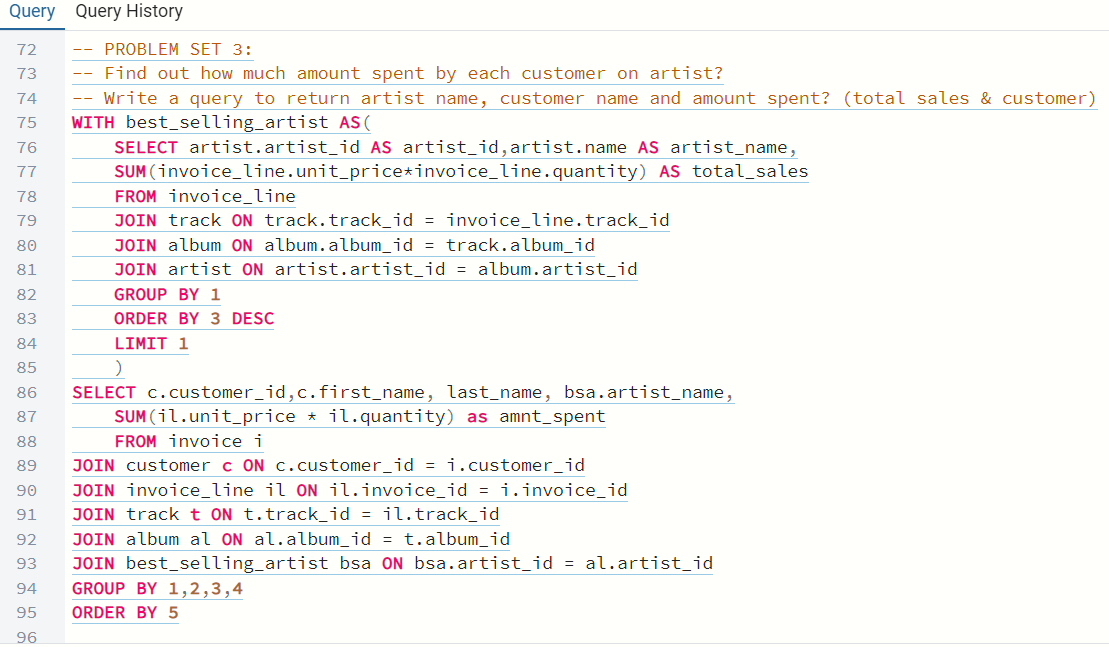 Query Query History
72 -- PROBLEM SET 3:
73 -- Find out how much amount spent by each customer on artist?
74 -- Write a query to return artist name, customer name and amount spent? (total sales & customer)
75 WITH best_selling_artist AS(
76     SELECT artist.artist_id AS artist_id,artist.name AS artist_name,
77     SUM(invoice_line.unit_price*invoice_line.quantity) AS total_sales
78     FROM invoice_line
79     JOIN track ON track.track_id = invoice_line.track_id
80     JOIN album ON album.album_id = track.album_id
81     JOIN artist ON artist.artist_id = album.artist_id
82     GROUP BY 1
83     ORDER BY 3 DESC
84     LIMIT 1
85     )
86 SELECT c.customer_id,c.first_name, last_name, bsa.artist_name,
87     SUM(il.unit_price * il.quantity) as amnt_spent
88     FROM invoice i
89 JOIN customer c ON c.customer_id = i.customer_id
90 JOIN invoice_line il ON il.invoice_id = i.invoice_id
91 JOIN track t ON t.track_id = il.track_id
92 JOIN album al ON al.album_id = t.album_id
93 JOIN best_selling_artist bsa ON bsa.artist_id = al.artist_id
94 GROUP BY 1,2,3,4
95 ORDER BY 5
96